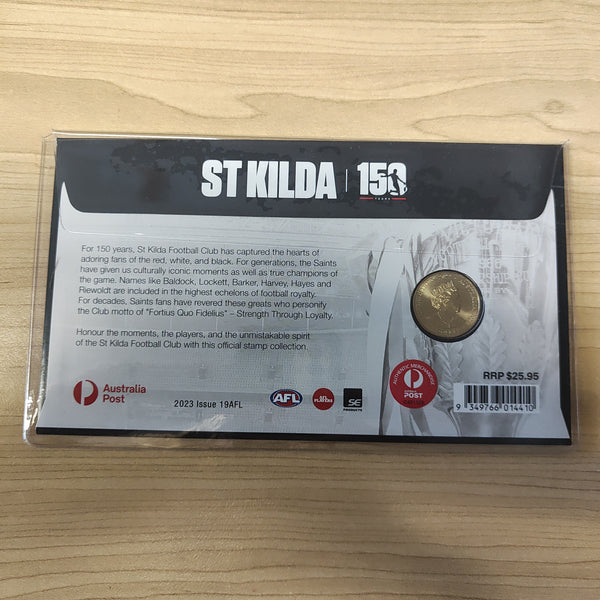 ST KILDA | 150
YEARS
For 150 years, St Kilda Football Club has captured the hearts of
adoring fans of the red, white, and black. For generations, the Saints
have given us culturally iconic moments as well as true champions of
the game. Names like Baldock, Lockett, Barker, Harvey, Hayes and
Riewoldt are included in the highest echelons of football royalty.
For decades, Saints fans have revered these greats who personify
the Club motto of "Fortius Quo Fidelius" – Strength Through Loyalty.
Honour the moments, the players, and the unmistakable spirit
of the St Kilda Football Club with this official stamp collection.
Australia
Post
2023 Issue 19AFL
AFL
PLAYERS
SE
PRODUCTS
AUTHENTIC MERCHANDISE
POST
RRP $25.95
9 349766 014410